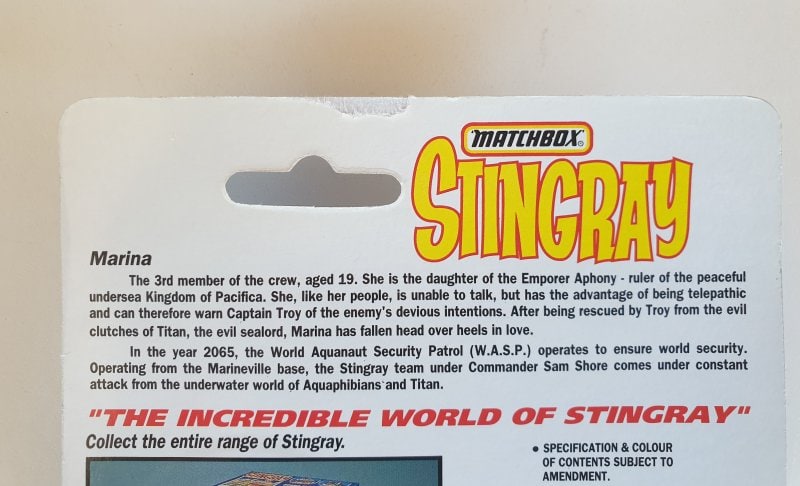 MATCHBOX®
STINGRAY
Marina
The 3rd member of the crew, aged 19. She is the daughter of the Emporer Aphony - ruler of the peaceful
undersea Kingdom of Pacifica. She, like her people, is unable to talk, but has the advantage of being telepathic
and can therefore warn Captain Troy of the enemy's devious intentions. After being rescued by Troy from the evil
clutches of Titan, the evil sealord, Marina has fallen head over heels in love.
In the year 2065, the World Aquanaut Security Patrol (W.A.S.P.) operates to ensure world security.
Operating from the Marineville base, the Stingray team under Commander Sam Shore comes under constant
attack from the underwater world of Aquaphibians and Titan.
"THE INCREDIBLE WORLD OF STINGRAY"
Collect the entire range of Stingray.
• SPECIFICATION & COLOUR
OF CONTENTS SUBJECT TO
AMENDMENT.